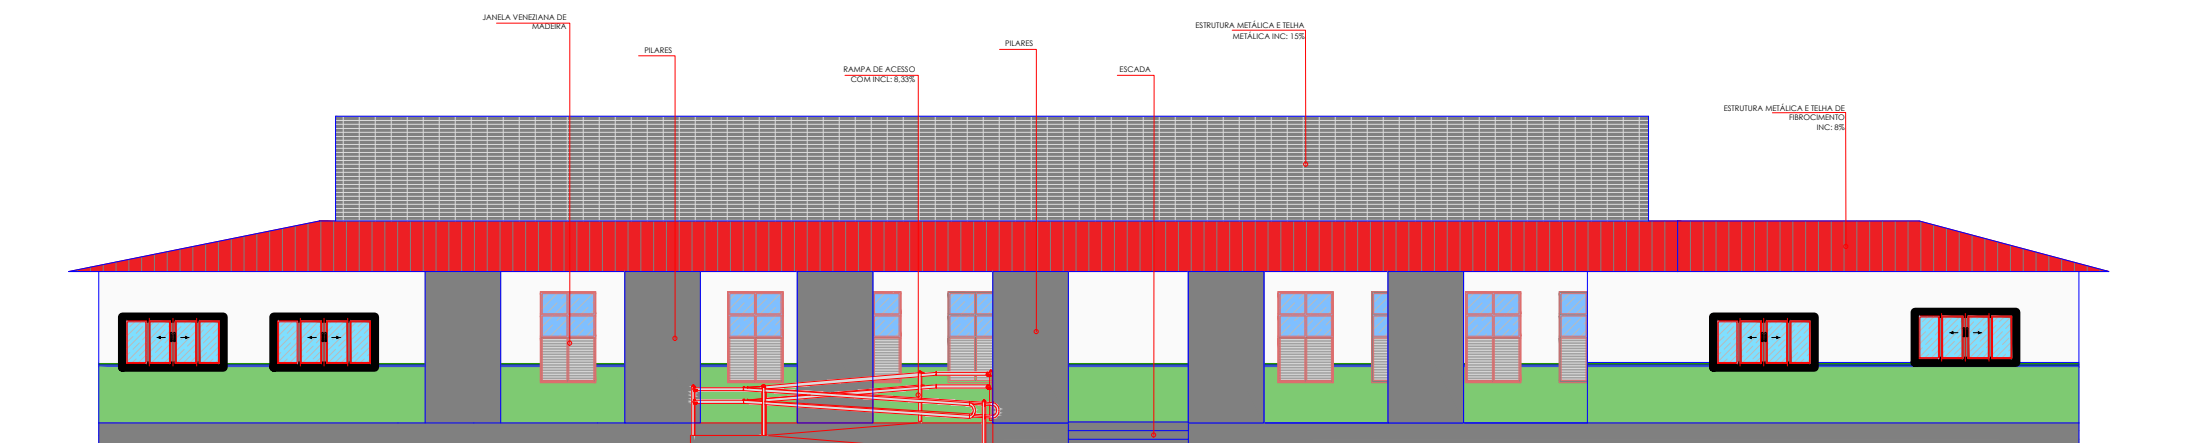 JANELA VENEZIANA DE
MADEIRA
PILARES
RAMPA DE ACESSO
COM INCL: 8,33%
PILARES
ESCADA
ESTRUTURA METÁLICA E TELHA
METÁLICA INC: 15%
ESTRUTURA METÁLICA E TELHA DE
FIBROCIMENTO
INC: 8%